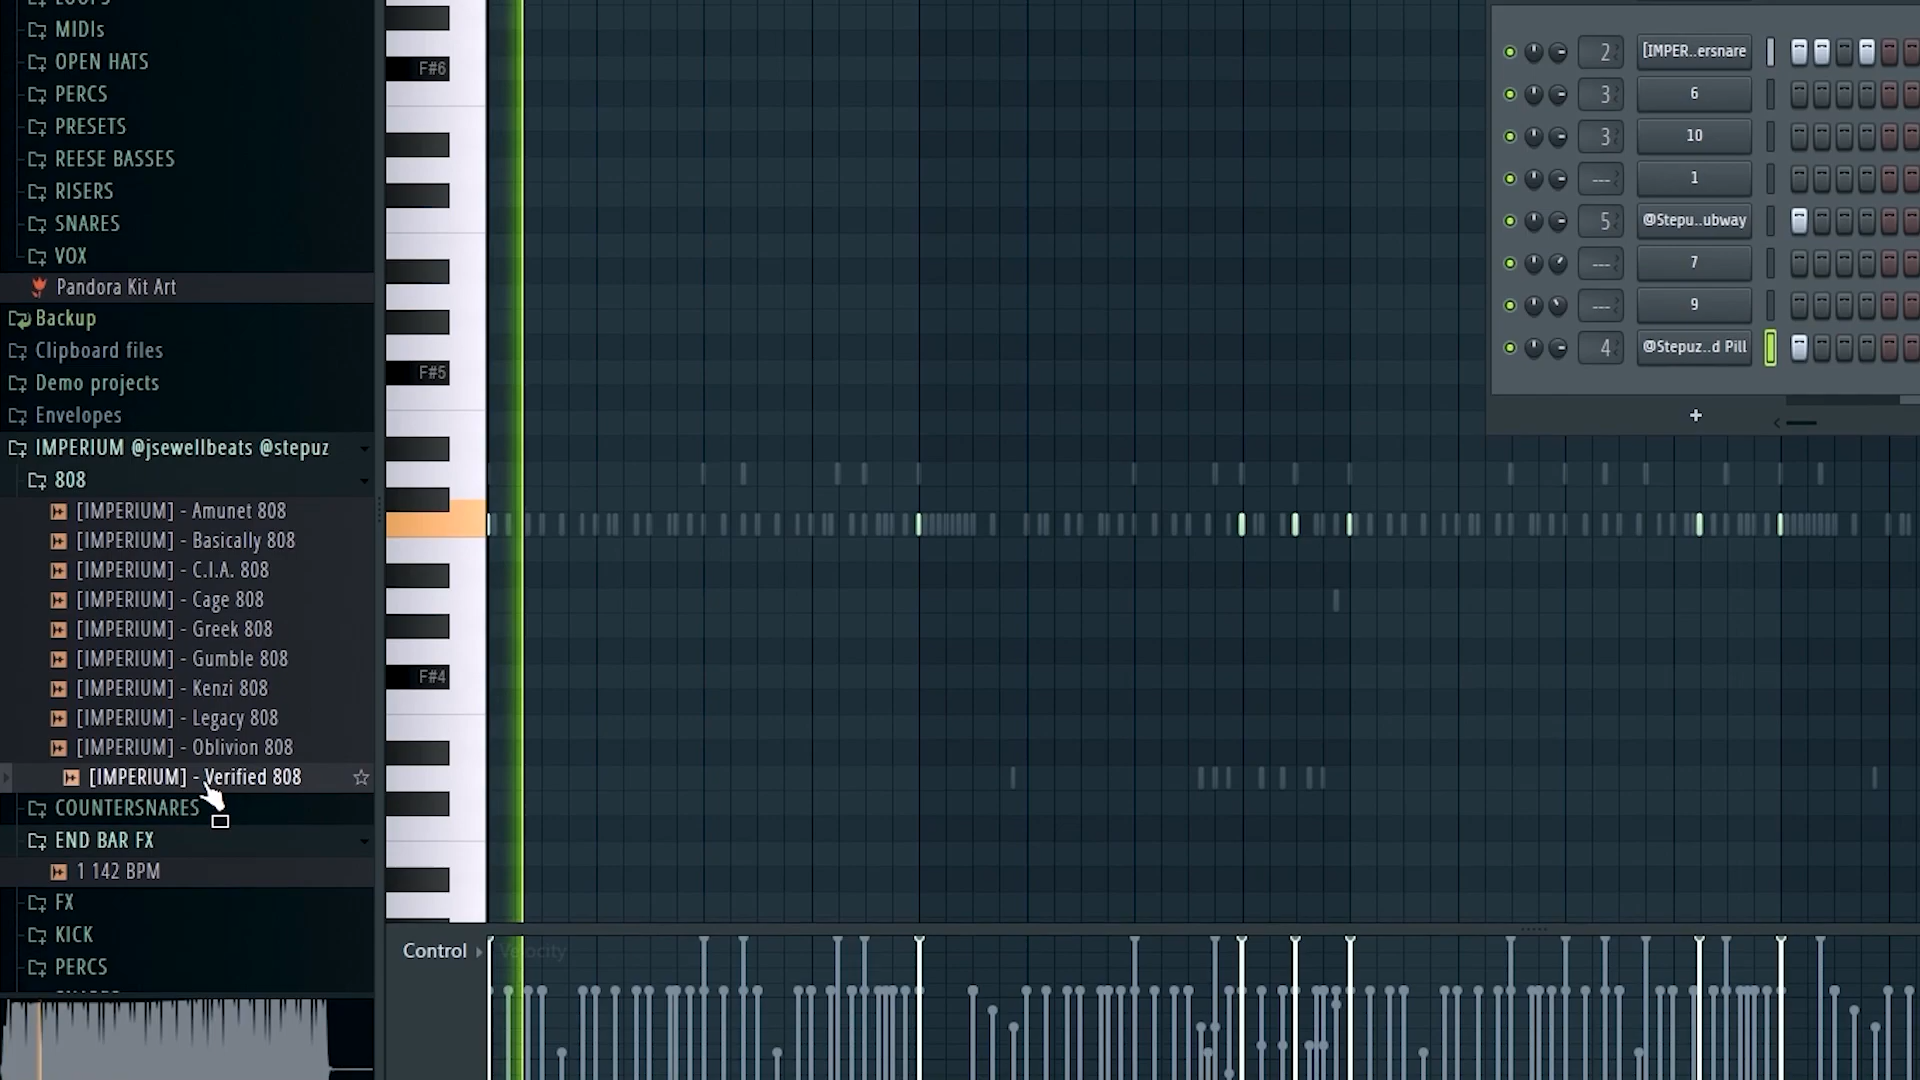 MIDIs
OPEN HATS
PERCS
PRESETS
REESE BASSES
RISERS
SNARES
VOX
Pandora Kit Art
Backup
Clipboard files
Demo projects
Envelopes
IMPERIUM @jsewellbeats @stepuz
808
[IMPERIUM] - Amunet 808
[IMPERIUM] - Basically 808
[IMPERIUM] - C.I.A. 808
[IMPERIUM] - Cage 808
[IMPERIUM] - Greek 808
[IMPERIUM] - Gumble 808
[IMPERIUM] - Kenzi 808
[IMPERIUM] - Legacy 808
[IMPERIUM] - Oblivion 808
[IMPERIUM] - Verified 808
COUNTERSNARES
END BAR FX
1 142 BPM
FX
KICK
PERCS
F#6
F#5
F#4
Control
Velocity
2 [IMPER..ersnare
3 6
3 10
--- 1
5 @Stepu..ubway
--- 7
--- 9
4 @Stepuz..d Pill
+